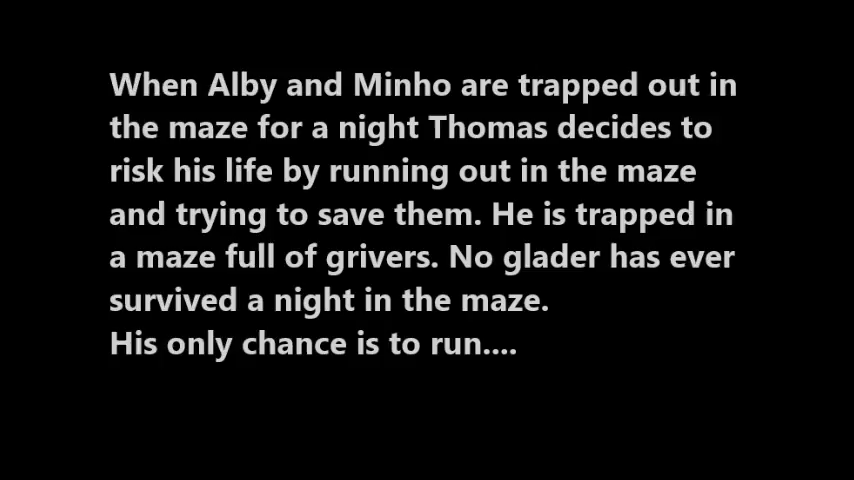 When Alby and Minho are trapped out in
the maze for a night Thomas decides to
risk his life by running out in the maze
and trying to save them. He is trapped in
a maze full of grivers. No glader has ever
survived a night in the maze.
His only chance is to run....